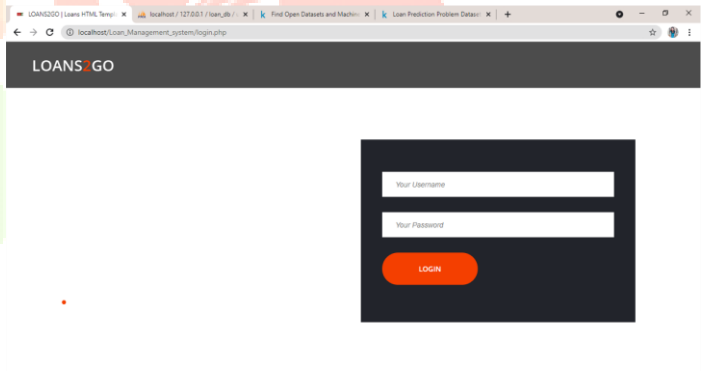 LOANS2GO | Loans HTML Templ
localhost / 127.0.0.1 / loan_db /
Find Open Datasets and Machin
Loan Prediction Problem Datase
localhost/Loan_Management_system/login.php
LOANS2GO
Your Username
Your Password
LOGIN